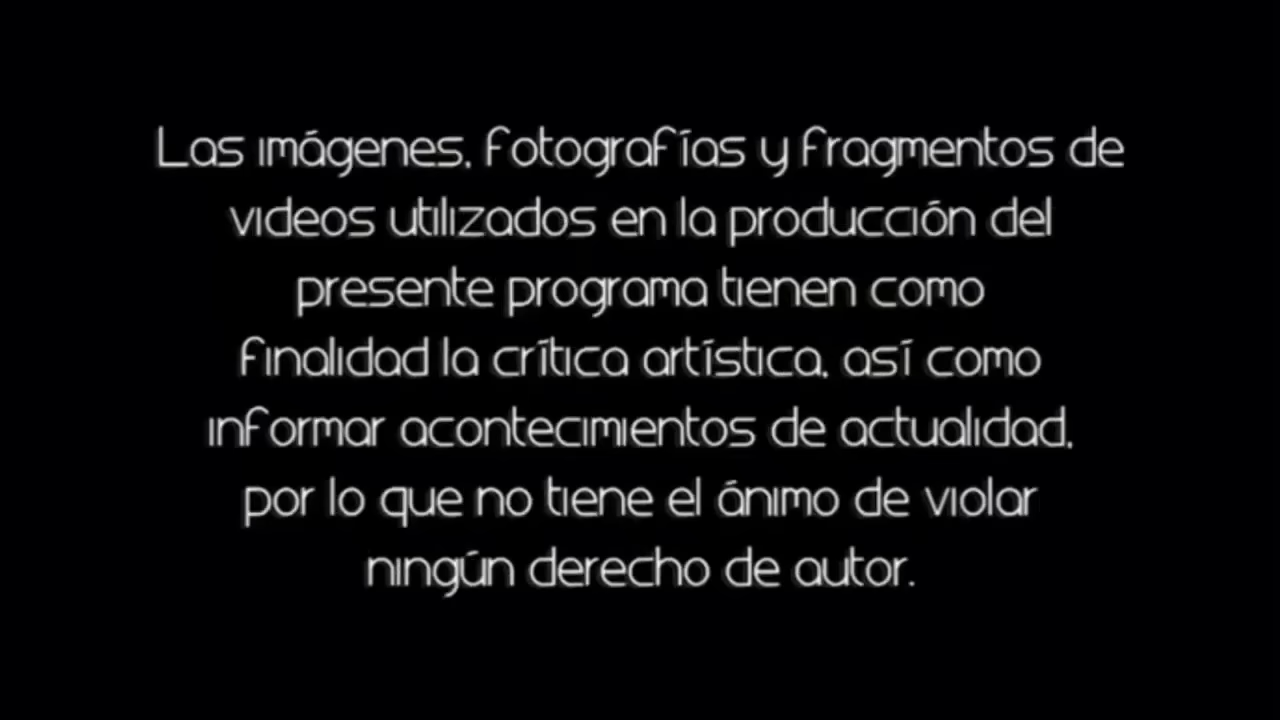 Las imágenes, fotografías y fragmentos de
videos utilizados en la producción del
presente programa tienen como
finalidad la crítica artística, así como
informar acontecimientos de actualidad,
por lo que no tiene el ánimo de violar
ningún derecho de autor.